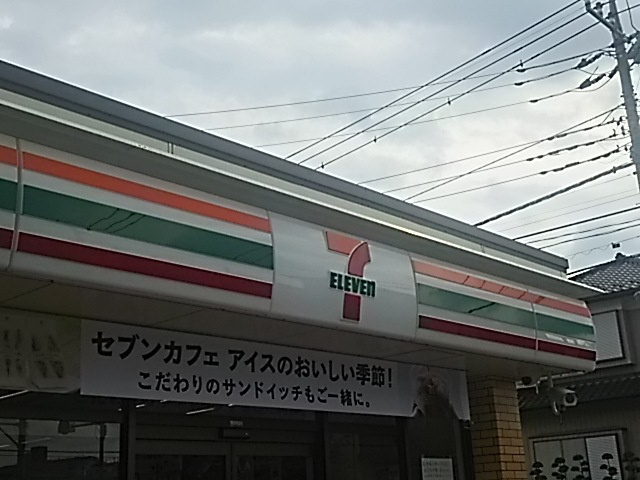 7
ELEVEn
セブンカフェ アイスのおいしい季節!
こだわりのサンドイッチもご一緒に。